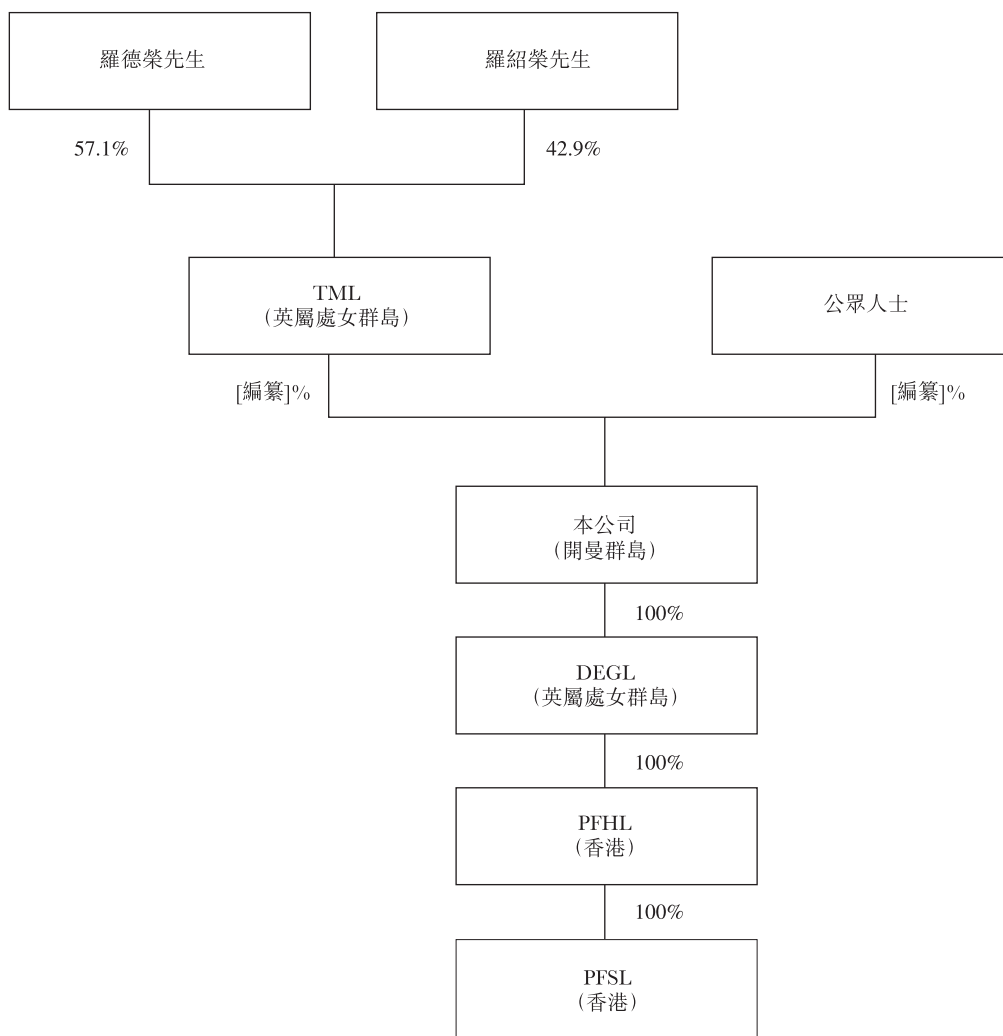 羅德榮先生
羅紹榮先生
57.1%
42.9%
TML
(英屬處女群島)
公眾人士
[編纂]%
[編纂]%
本公司
(開曼群島)
100%
DEGL
(英屬處女群島)
100%
PFHL
(香港)
100%
PFSL
(香港)